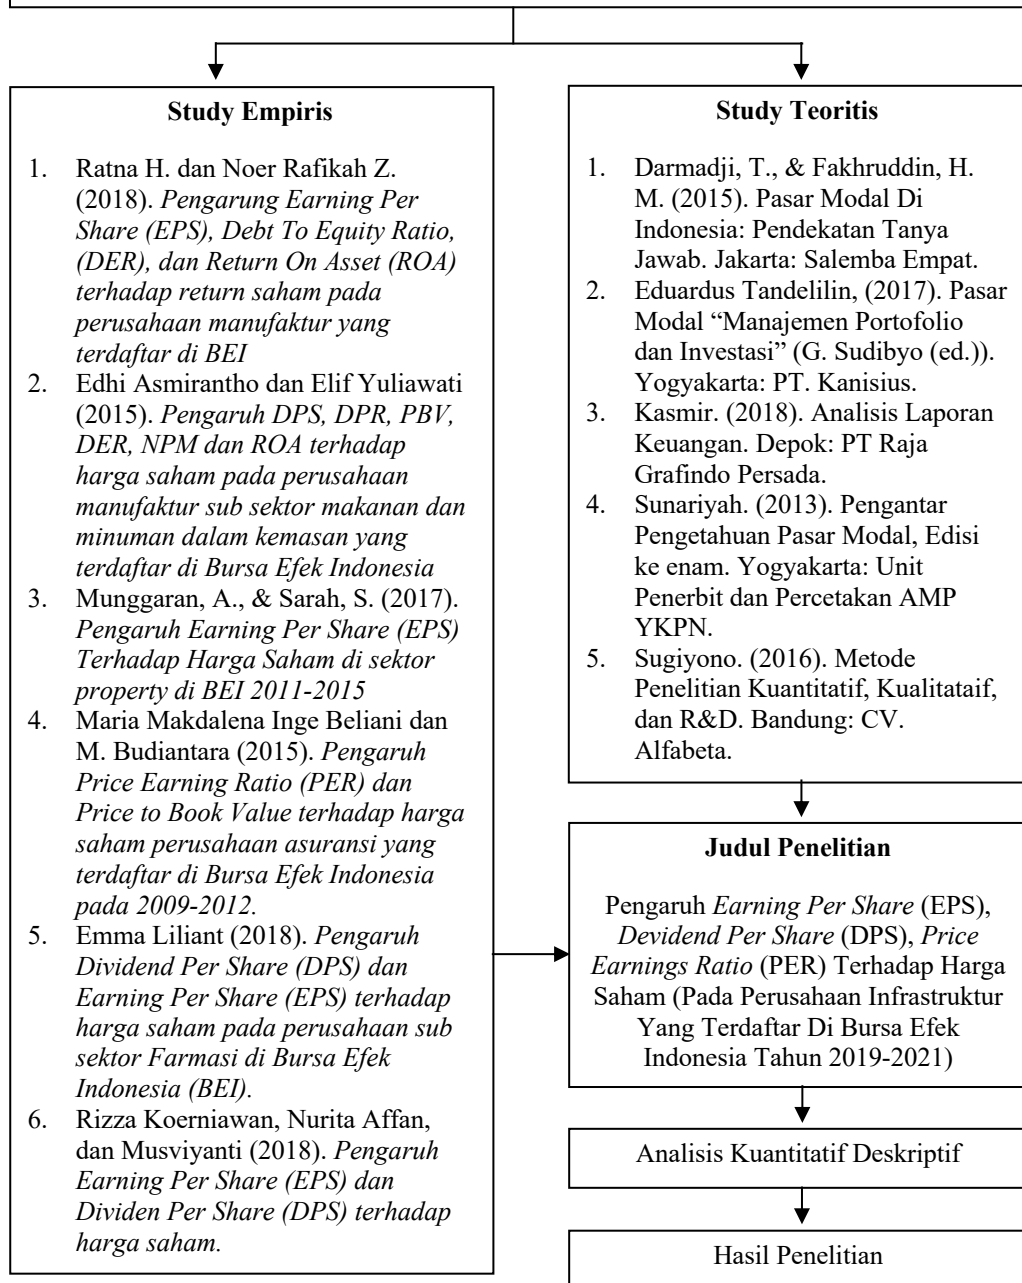 Study Empiris
1. Ratna H. dan Noer Rafikah Z.
(2018). Pengarung Earning Per
Share (EPS), Debt To Equity Ratio,
(DER), dan Return On Asset (ROA)
terhadap return saham pada
perusahaan manufaktur yang
terdaftar di BEI
2. Edhi Asmirantho dan Elif Yuliawati
(2015). Pengaruh DPS, DPR, PBV,
DER, NPM dan ROA terhadap
harga saham pada perusahaan
manufaktur sub sektor makanan dan
minuman dalam kemasan yang
terdaftar di Bursa Efek Indonesia
3. Munggaran, A., & Sarah, S. (2017).
Pengaruh Earning Per Share (EPS)
Terhadap Harga Saham di sektor
property di BEI 2011-2015
4. Maria Makdalena Inge Beliani dan
M. Budiantara (2015). Pengaruh
Price Earning Ratio (PER) dan
Price to Book Value terhadap harga
saham perusahaan asuransi yang
terdaftar di Bursa Efek Indonesia
pada 2009-2012.
5. Emma Liliant (2018). Pengaruh
Dividend Per Share (DPS) dan
Earning Per Share (EPS) terhadap
harga saham pada perusahaan sub
sektor Farmasi di Bursa Efek
Indonesia (BEI).
6. Rizza Koerniawan, Nurita Affan,
dan Musviyanti (2018). Pengaruh
Earning Per Share (EPS) dan
Dividen Per Share (DPS) terhadap
harga saham.
Study Teoritis
1. Darmadji, T., & Fakhruddin, H.
M. (2015). Pasar Modal Di
Indonesia: Pendekatan Tanya
Jawab. Jakarta: Salemba Empat.
2. Eduardus Tandelilin, (2017). Pasar
Modal “Manajemen Portofolio
dan Investasi” (G. Sudibyo (ed.)).
Yogyakarta: PT. Kanisius.
3. Kasmir. (2018). Analisis Laporan
Keuangan. Depok: PT Raja
Grafindo Persada.
4. Sunariyah. (2013). Pengantar
Pengetahuan Pasar Modal, Edisi
ke enam. Yogyakarta: Unit
Penerbit dan Percetakan AMP
YKPN.
5. Sugiyono. (2016). Metode
Penelitian Kuantitatif, Kualitataif,
dan R&D. Bandung: CV.
Alfabeta.
Judul Penelitian
Pengaruh Earning Per Share (EPS),
Devidend Per Share (DPS), Price
Earnings Ratio (PER) Terhadap Harga
Saham (Pada Perusahaan Infrastruktur
Yang Terdaftar Di Bursa Efek
Indonesia Tahun 2019-2021)
Analisis Kuantitatif Deskriptif
Hasil Penelitian